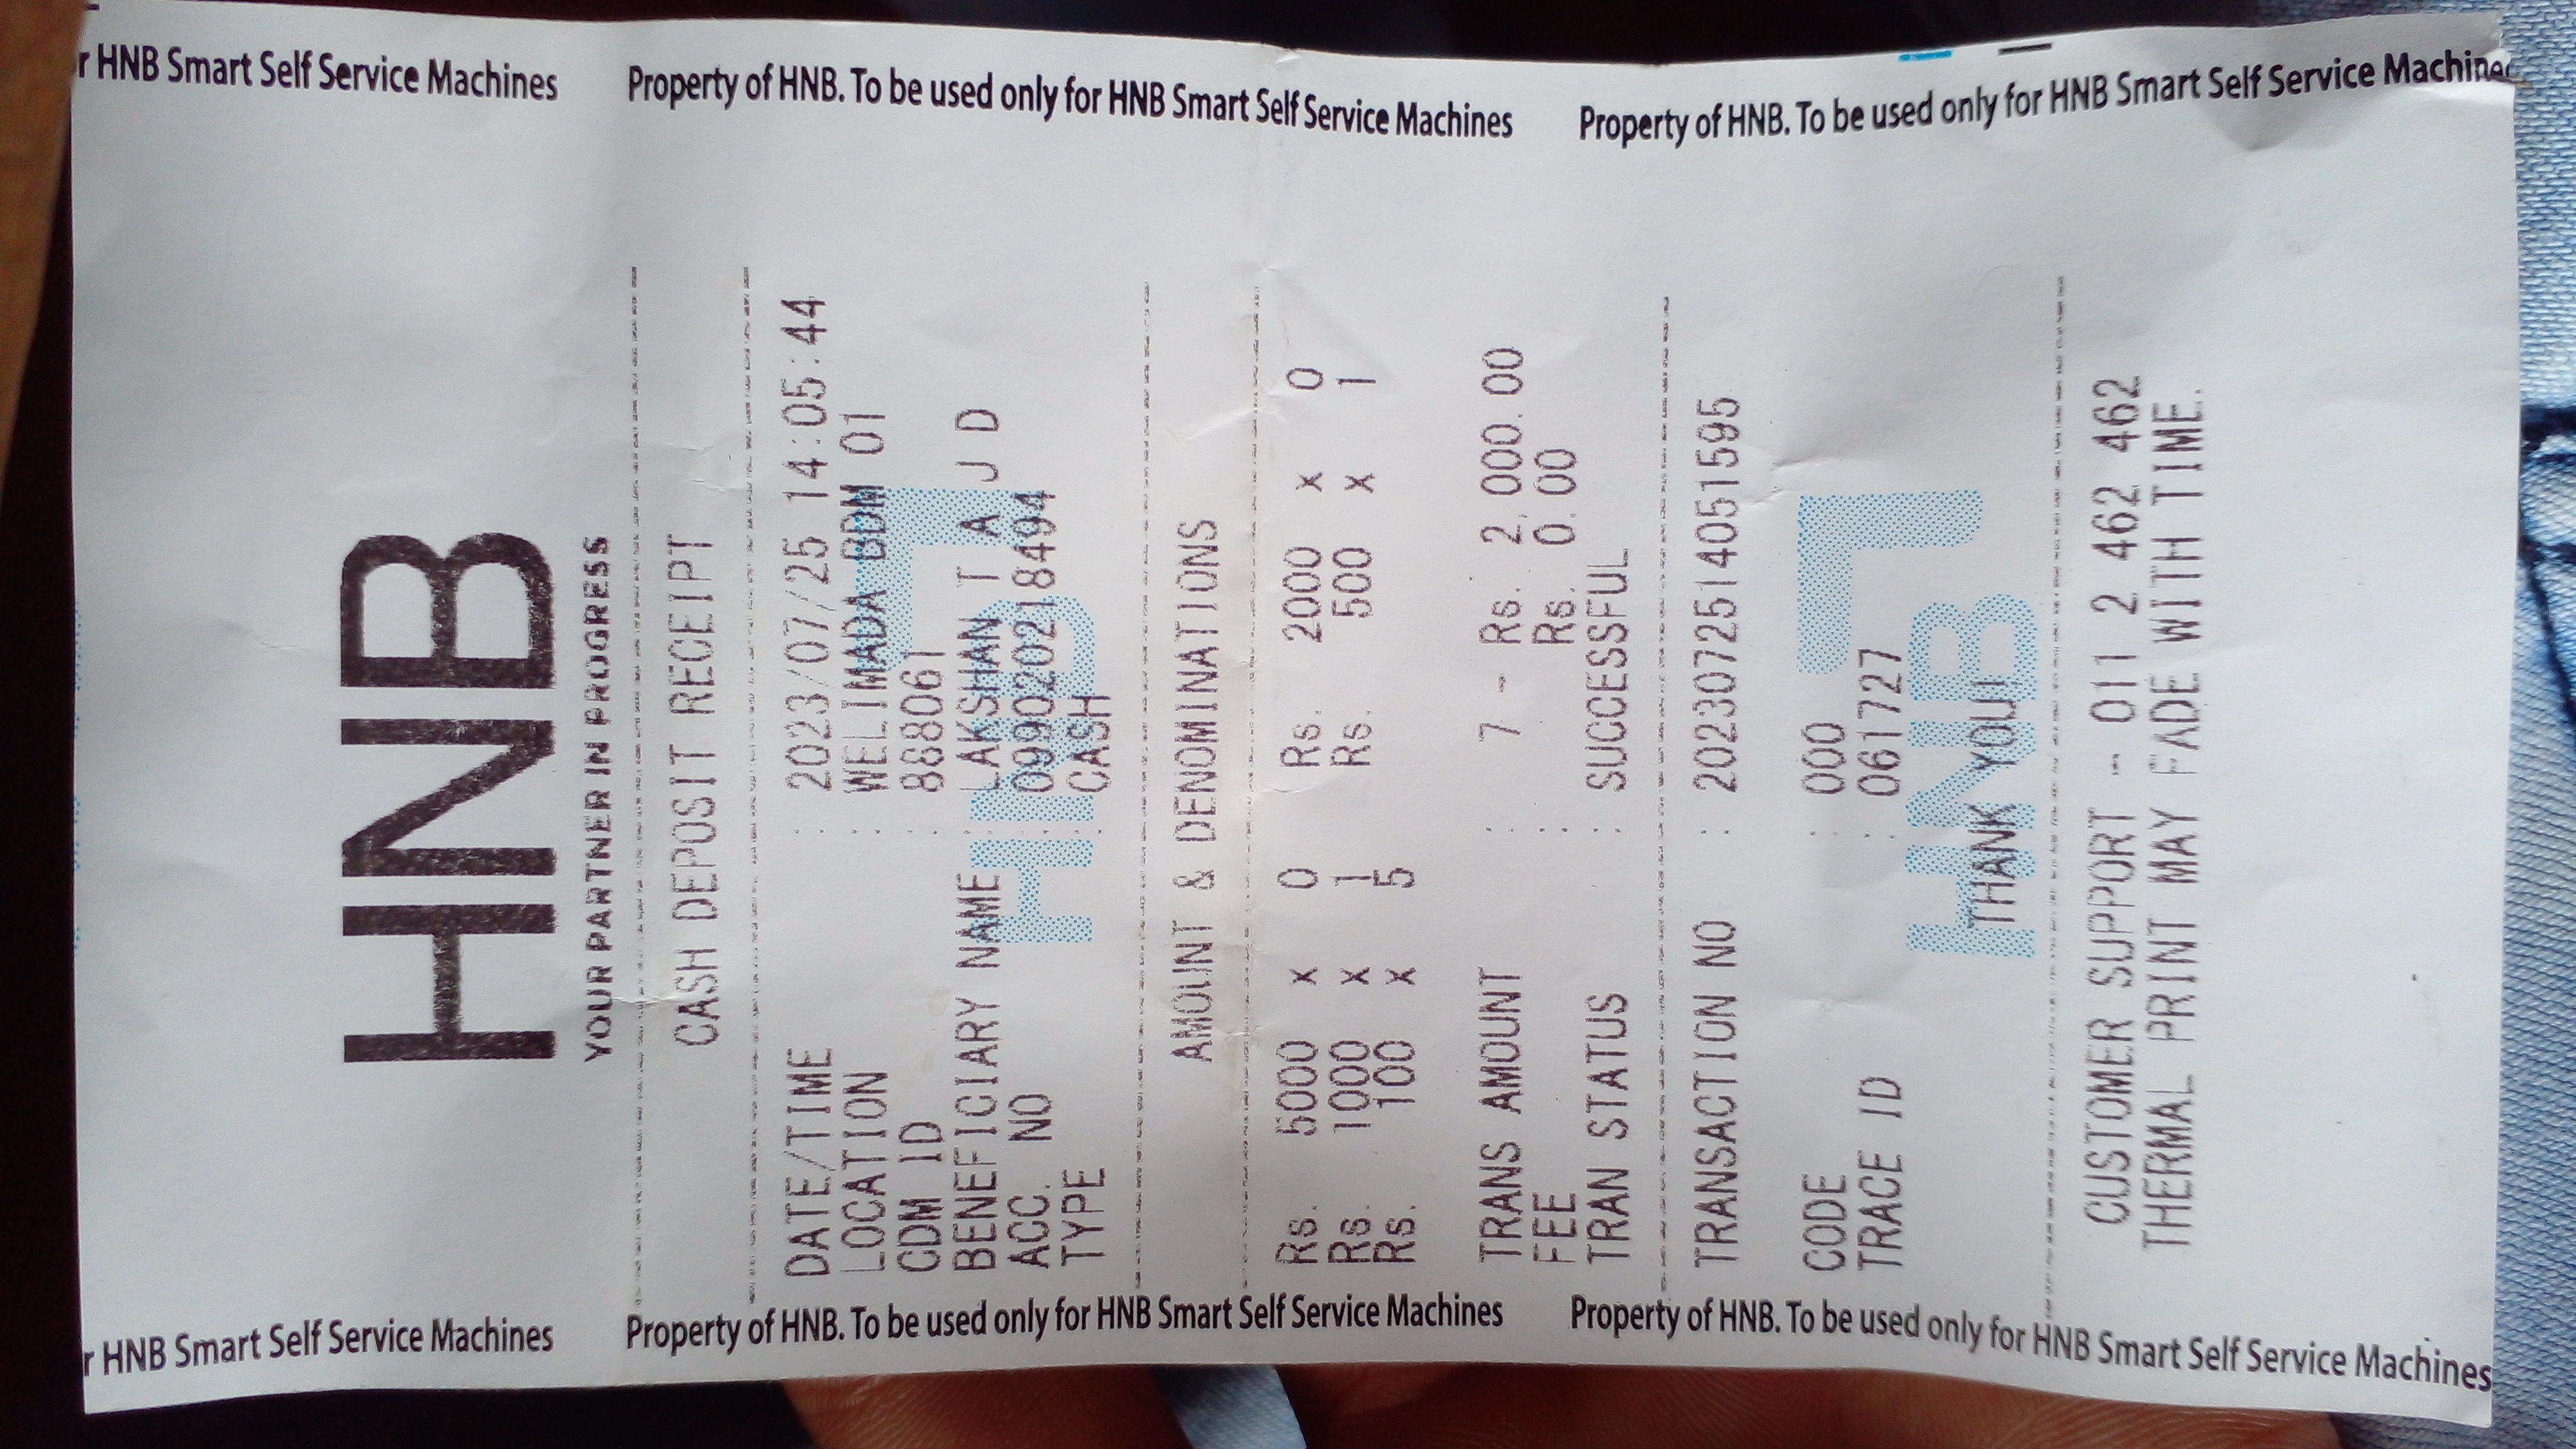 r HNB Smart Self Service Machines Property of HNB. To be used only for HNB Smart Self Service Machines Property of HNB. To be used only for HNB Smart Self Service Machines
HNB
YOUR PARTNER IN PROGRESS
CASH DEPOSIT RECEIPT
DATE/TIME : 2023/07/25 14:05:44
LOCATION : WELIMADA BDM 01
CDM ID : 888061
BENEFICIARY NAME : LAKSHAN T A J D
ACC. NO : 099020218494
TYPE : CASH
AMOUNT & DENOMINATIONS
Rs. 5000 x 0 Rs. 2000 x 0
Rs. 1000 x 1 Rs. 500 x 1
Rs. 100 x 5
TRANS AMOUNT : 7 - Rs. 2,000.00
FEE : Rs. 0.00
TRAN STATUS : SUCCESSFUL
TRANSACTION NO : 202307251405159​5
CODE : 000
TRACE ID : 061727
THANK YOU!
HNB
HNB
CUSTOMER SUPPORT - 011 2 462 462
THERMAL PRINT MAY FADE WITH TIME.
r HNB Smart Self Service Machines Property of HNB. To be used only for HNB Smart Self Service Machines Property of HNB. To be used only for HNB Smart Self Service Machines